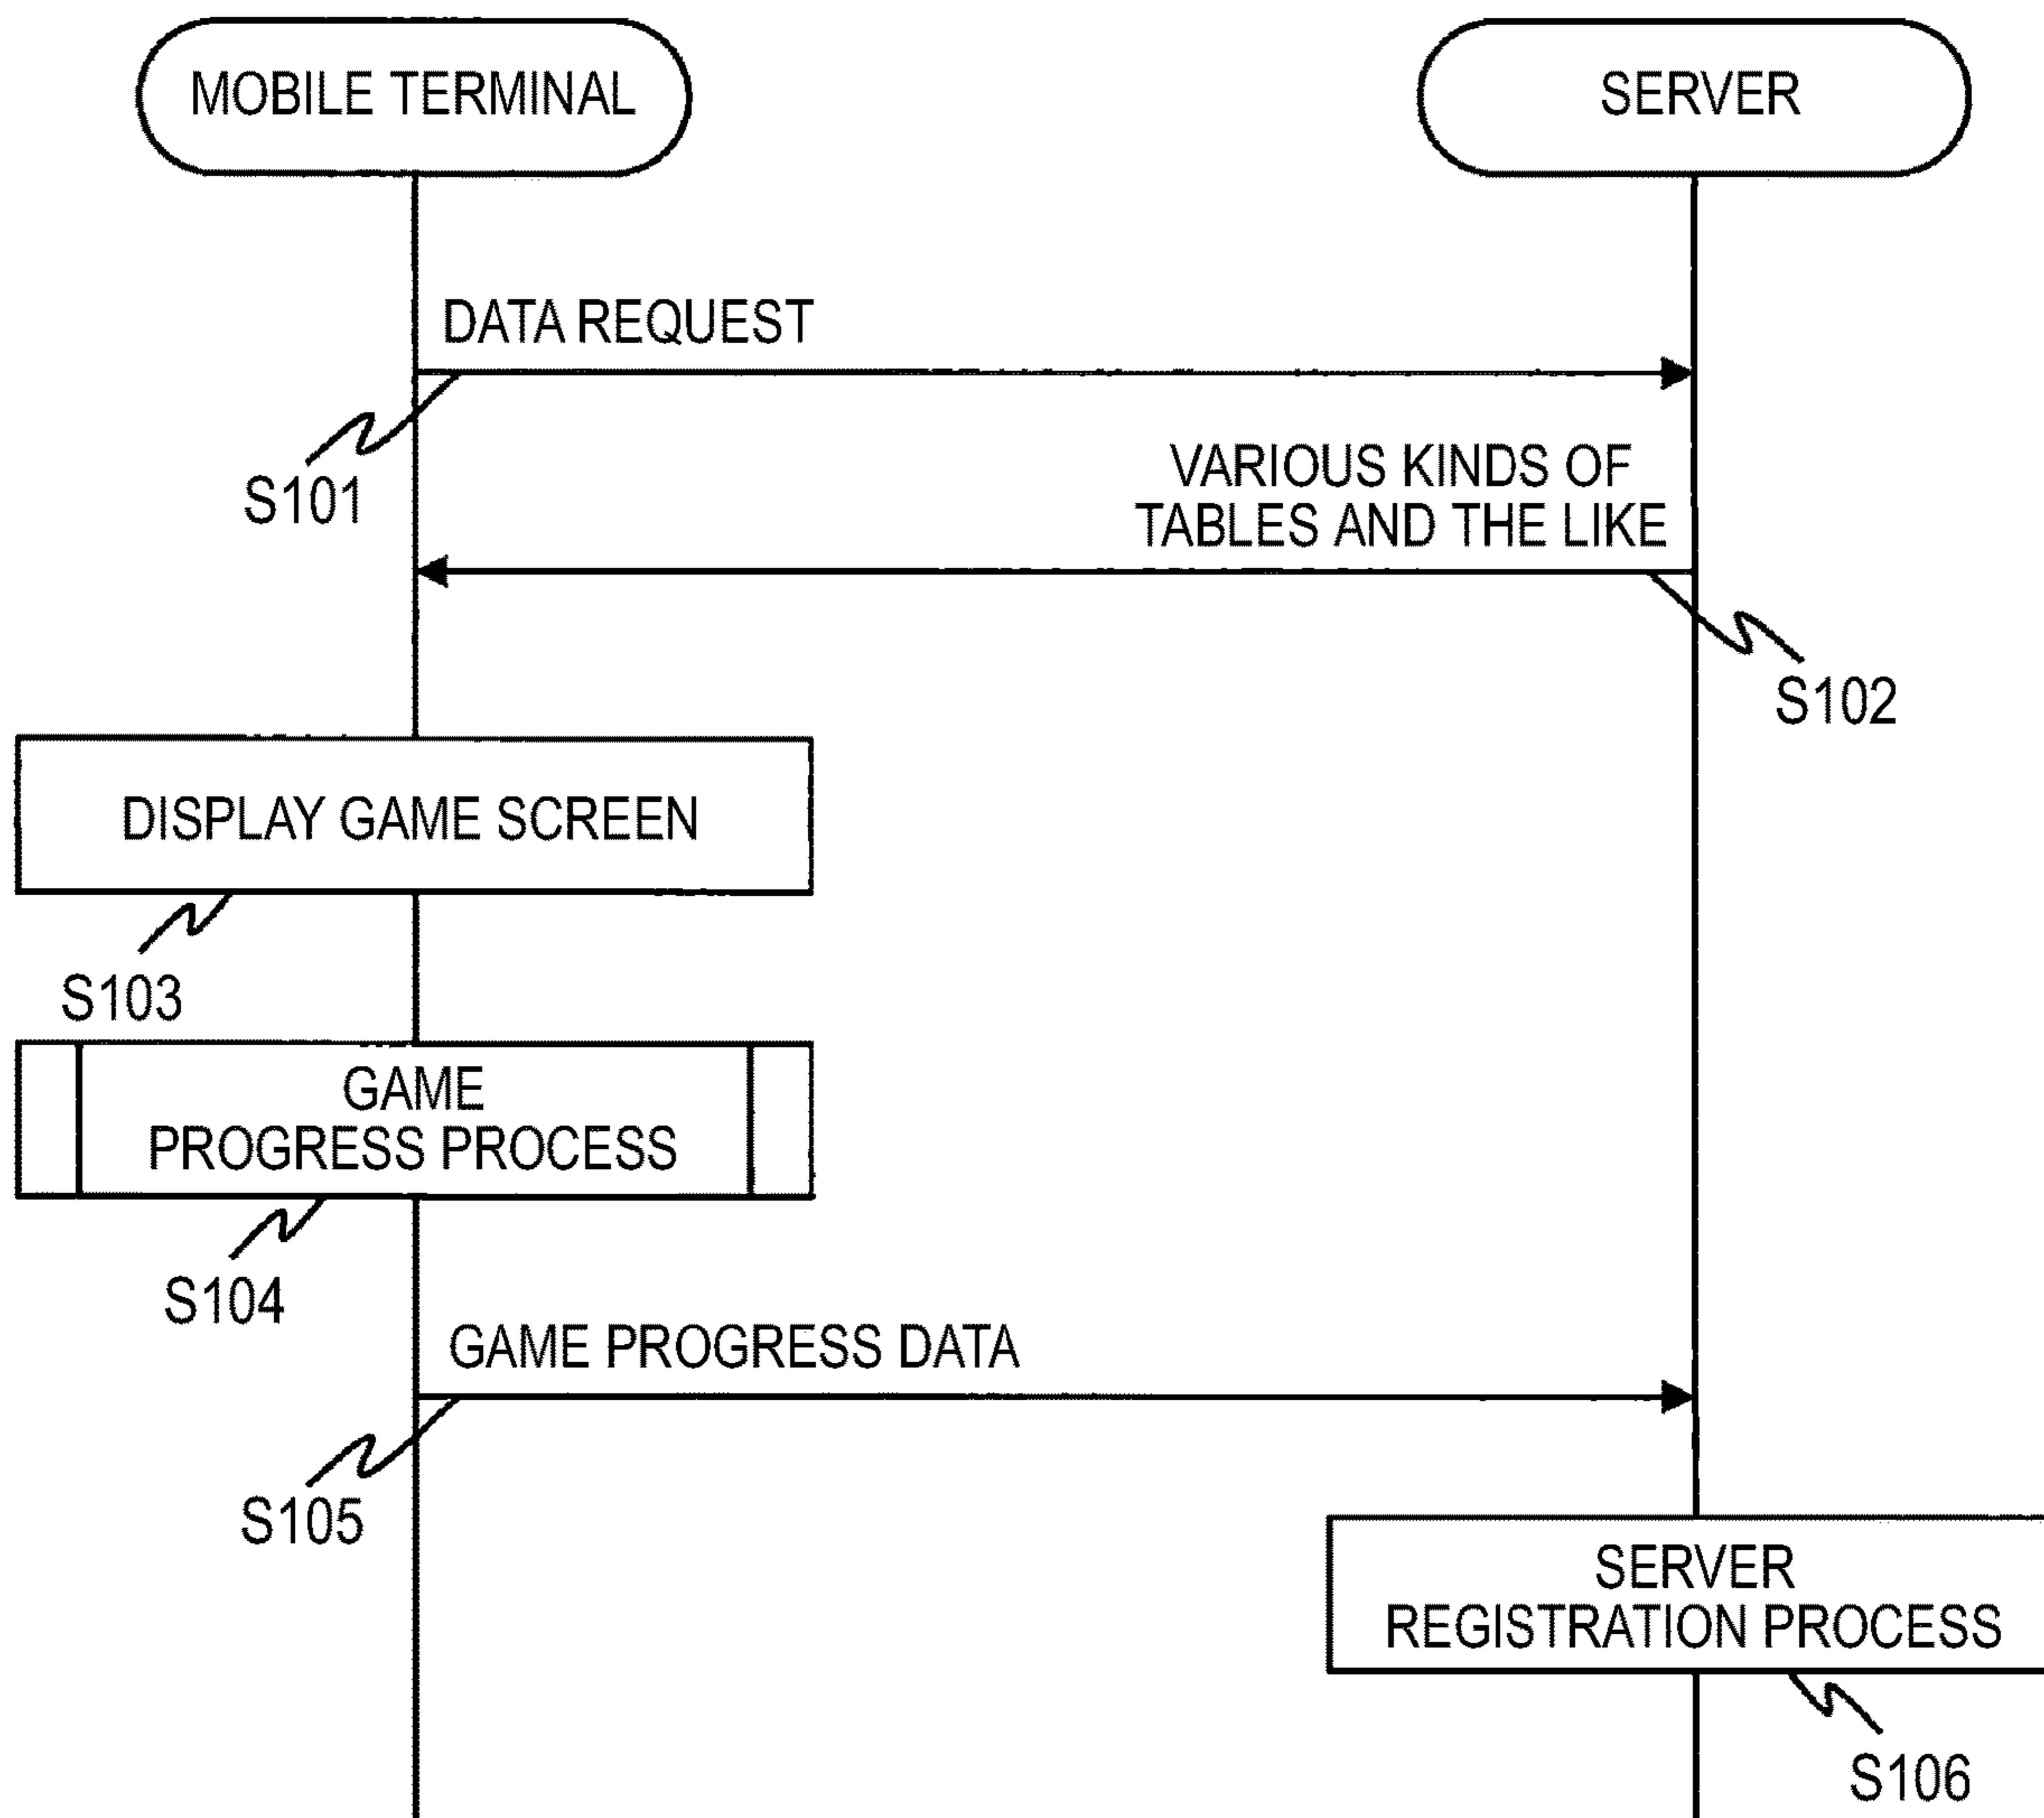 MOBILE TERMINAL
SERVER
DATA REQUEST
S101
VARIOUS KINDS OF
TABLES AND THE LIKE
S102
DISPLAY GAME SCREEN
S103
GAME
PROGRESS PROCESS
S104
GAME PROGRESS DATA
S105
SERVER
REGISTRATION PROCESS
S106